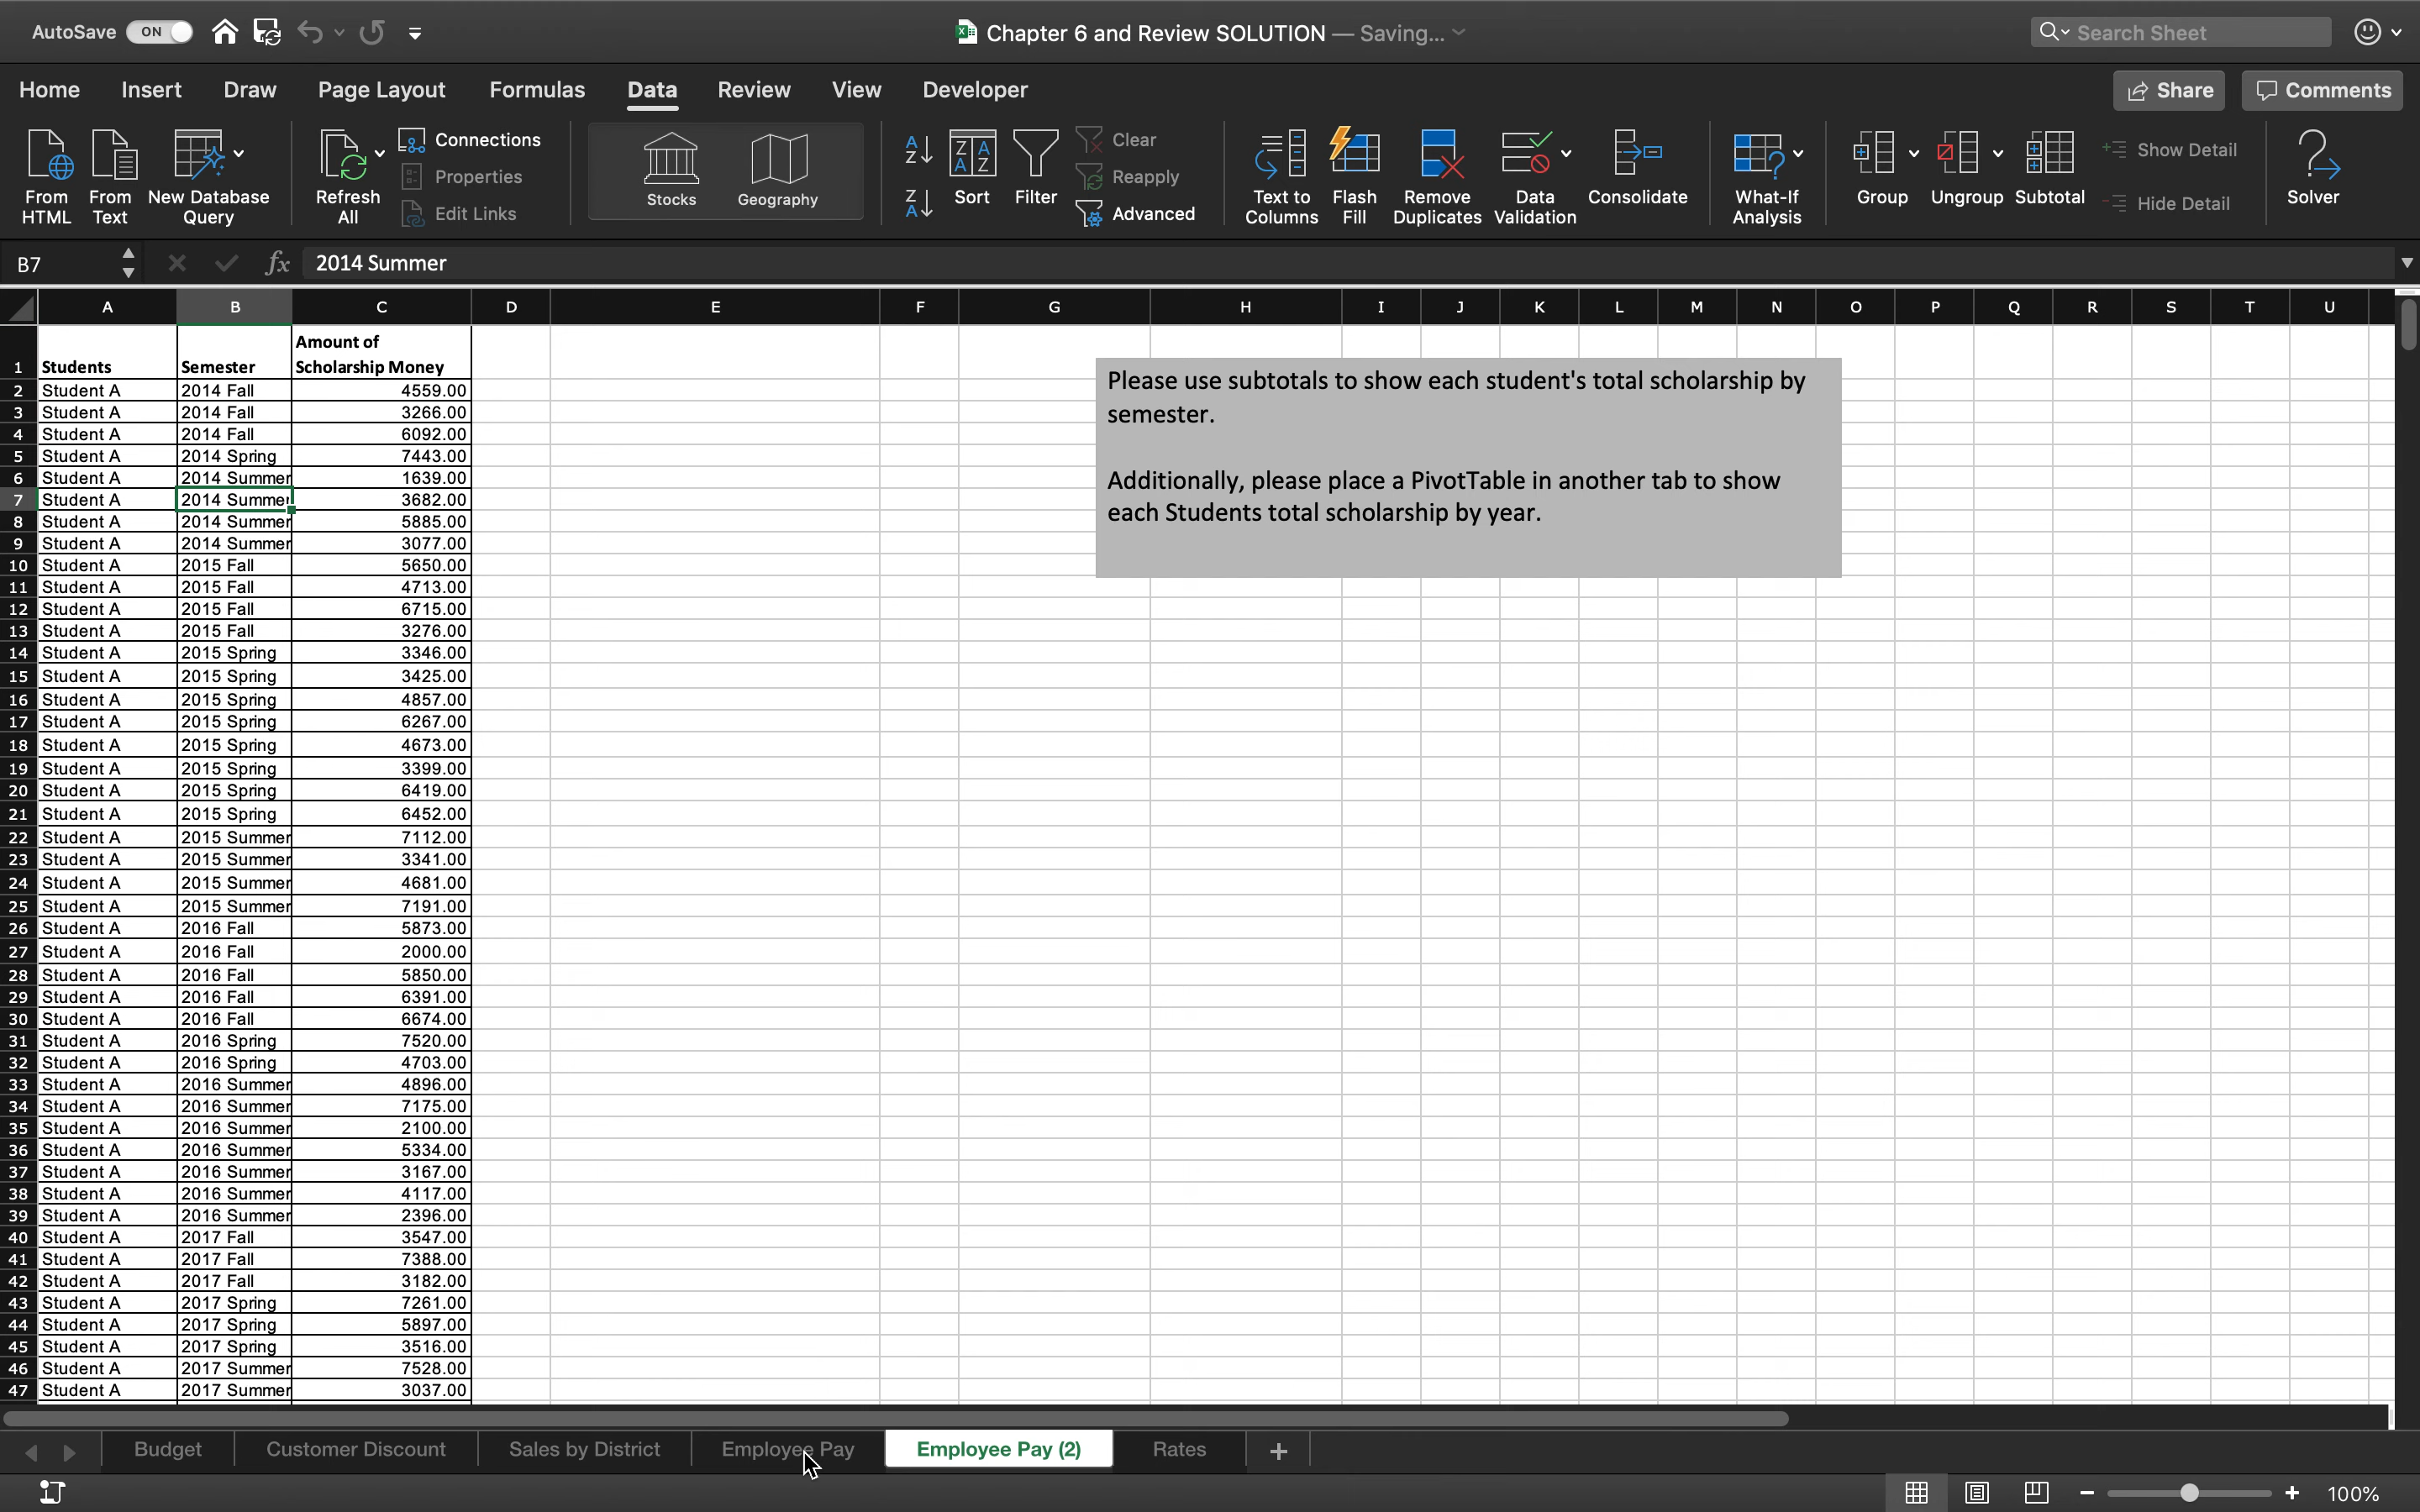 AutoSave ON Chapter 6 and Review SOLUTION — Saving... Search Sheet
Home Insert Draw Page Layout Formulas Data Review View Developer Share Comments
From HTML From Text New Database Query Refresh All Connections Properties Edit Links Stocks Geography Sort Filter Clear Reapply Advanced Text to Columns Flash Fill Remove Duplicates Data Validation Consolidate What-If Analysis Group Ungroup Subtotal Show Detail Hide Detail Solver
B7 fx 2014 Summer
A B C D E F G H I J K L M N O P Q R S T U
1 Students Semester Amount of Scholarship Money
2 Student A 2014 Fall 4559.00
3 Student A 2014 Fall 3266.00
4 Student A 2014 Fall 6092.00
5 Student A 2014 Spring 7443.00
6 Student A 2014 Summer 1639.00
7 Student A 2014 Summer 3682.00
8 Student A 2014 Summer 5885.00
9 Student A 2014 Summer 3077.00
10 Student A 2015 Fall 5650.00
11 Student A 2015 Fall 4713.00
12 Student A 2015 Fall 6715.00
13 Student A 2015 Fall 3276.00
14 Student A 2015 Spring 3346.00
15 Student A 2015 Spring 3425.00
16 Student A 2015 Spring 4857.00
17 Student A 2015 Spring 6267.00
18 Student A 2015 Spring 4673.00
19 Student A 2015 Spring 3399.00
20 Student A 2015 Spring 6419.00
21 Student A 2015 Spring 6452.00
22 Student A 2015 Summer 7112.00
23 Student A 2015 Summer 3341.00
24 Student A 2015 Summer 4681.00
25 Student A 2015 Summer 7191.00
26 Student A 2016 Fall 5873.00
27 Student A 2016 Fall 2000.00
28 Student A 2016 Fall 5850.00
29 Student A 2016 Fall 6391.00
30 Student A 2016 Fall 6674.00
31 Student A 2016 Spring 7520.00
32 Student A 2016 Spring 4703.00
33 Student A 2016 Summer 4896.00
34 Student A 2016 Summer 7175.00
35 Student A 2016 Summer 2100.00
36 Student A 2016 Summer 5334.00
37 Student A 2016 Summer 3167.00
38 Student A 2016 Summer 4117.00
39 Student A 2016 Summer 2396.00
40 Student A 2017 Fall 3547.00
41 Student A 2017 Fall 7388.00
42 Student A 2017 Fall 3182.00
43 Student A 2017 Spring 7261.00
44 Student A 2017 Spring 5897.00
45 Student A 2017 Spring 3516.00
46 Student A 2017 Summer 7528.00
47 Student A 2017 Summer 3037.00
Please use subtotals to show each student's total scholarship by
semester.
Additionally, please place a PivotTable in another tab to show
each Students total scholarship by year.
Budget Customer Discount Sales by District Employee Pay Employee Pay (2) Rates +
100%